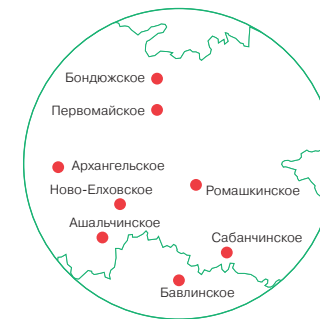 Бондюжское
Первомайское
Архангельское
Ново-Елховское
Ромашкинское
Ашальчинское
Сабанчинское
Бавлинское